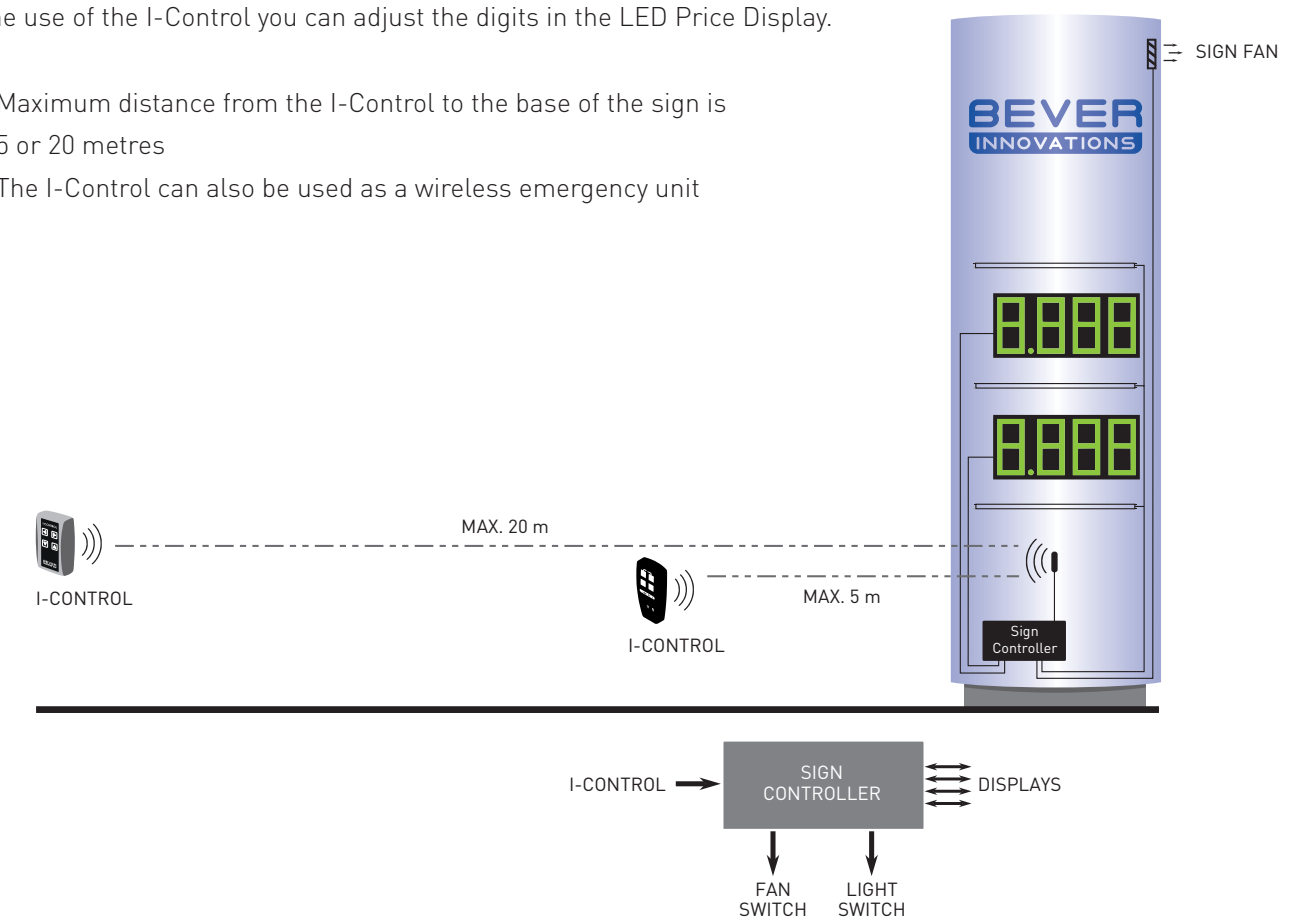 use of the I-Control you can adjust the digits in the LED Price Display.
Maximum distance from the I-Control to the base of the sign is
5 or 20 metres
The I-Control can also be used as a wireless emergency unit
SIGN FAN
BEVER
INNOVATIONS
8.888
8.888
MAX. 20 m
I-CONTROL
MAX. 5 m
I-CONTROL
Sign
Controller
I-CONTROL
SIGN
CONTROLLER
DISPLAYS
FAN
SWITCH
LIGHT
SWITCH